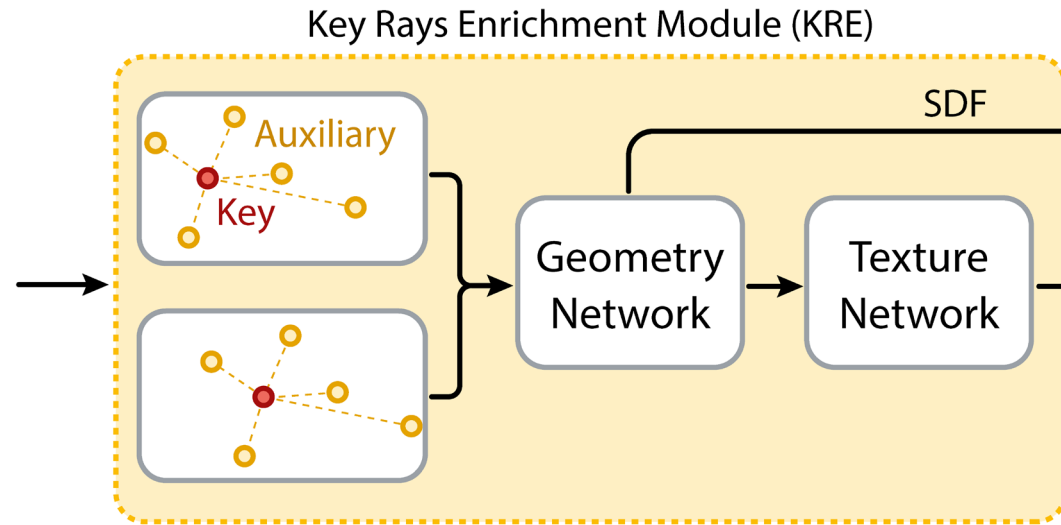 Key Rays Enrichment Module (KRE)
SDF
Auxiliary
Key
Geometry
Network
Texture
Network